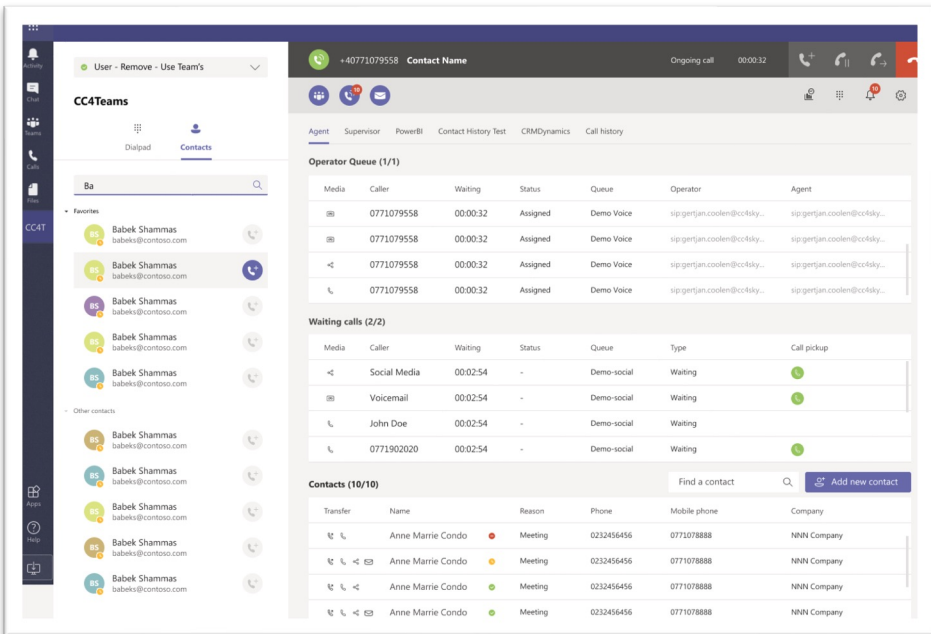 Activity
Chat
Teams
Calls
Files
CC4T
Apps
Help
User - Remove - Use Team's
CC4Teams
Dialpad Contacts
Ba
Favorites
BS Babek Shammas
babeks@contoso.com
BS Babek Shammas
babeks@contoso.com
BS Babek Shammas
babeks@contoso.com
BS Babek Shammas
babeks@contoso.com
BS Babek Shammas
babeks@contoso.com
Other contacts
BS Babek Shammas
babeks@contoso.com
BS Babek Shammas
babeks@contoso.com
BS Babek Shammas
babeks@contoso.com
BS Babek Shammas
babeks@contoso.com
BS Babek Shammas
babeks@contoso.com
+40771079558 Contact Name Ongoing call 00:00:32
10 10
Agent Supervisor PowerBI Contact History Test CRMDynamics Call history
Operator Queue (1/1)
Media Caller Waiting Status Queue Operator Agent
0771079558 00:00:32 Assigned Demo Voice sip:gertjan.coolen@cc4sky... sip:gertjan.coolen@cc4sky...
0771079558 00:00:32 Assigned Demo Voice sip:gertjan.coolen@cc4sky... sip:gertjan.coolen@cc4sky...
0771079558 00:00:32 Assigned Demo Voice sip:gertjan.coolen@cc4sky... sip:gertjan.coolen@cc4sky...
0771079558 00:00:32 Assigned Demo Voice sip:gertjan.coolen@cc4sky... sip:gertjan.coolen@cc4sky...
Waiting calls (2/2)
Media Caller Waiting Status Queue Type Call pickup
Social Media 00:02:54 - Demo-social Waiting
Voicemail 00:02:54 - Demo-social Waiting
John Doe 00:02:54 - Demo-social Waiting
0771902020 00:02:54 - Demo-social Waiting
Contacts (10/10) Find a contact Add new contact
Transfer Name Reason Phone Mobile phone Company
Anne Marrie Condo Meeting 0232456456 0771078888 NNN Company
Anne Marrie Condo Meeting 0232456456 0771078888 NNN Company
Anne Marrie Condo Meeting 0232456456 0771078888 NNN Company
Anne Marrie Condo Meeting 0232456456 0771078888 NNN Company